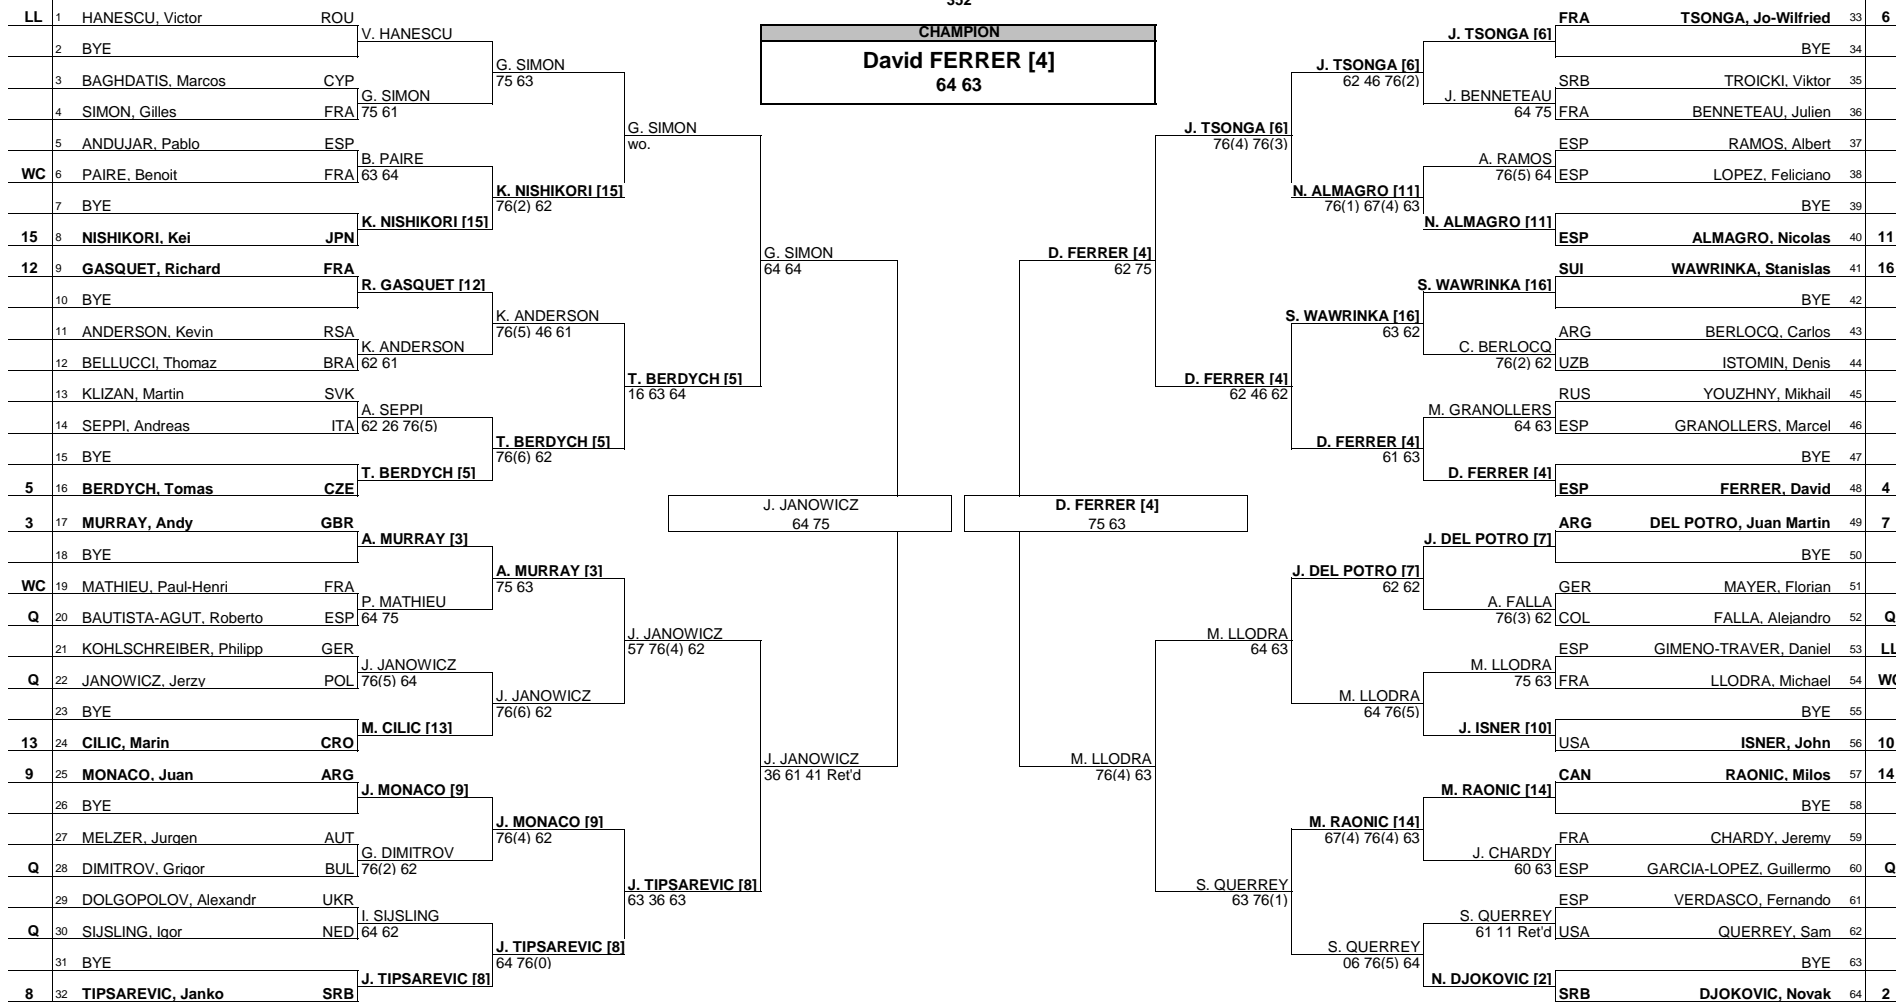 352
CHAMPION
David FERRER [4]
64 63
LL 1 HANESCU, Victor ROU
V. HANESCU
2 BYE
G. SIMON
75 63
3 BAGHDATIS, Marcos CYP
G. SIMON
4 SIMON, Gilles FRA 75 61
G. SIMON
wo.
5 ANDUJAR, Pablo ESP
B. PAIRE
WC 6 PAIRE, Benoit FRA 63 64
K. NISHIKORI [15]
76(2) 62
7 BYE
K. NISHIKORI [15]
15 8 NISHIKORI, Kei JPN
G. SIMON
64 64
12 9 GASQUET, Richard FRA
R. GASQUET [12]
10 BYE
K. ANDERSON
76(5) 46 61
11 ANDERSON, Kevin RSA
K. ANDERSON
12 BELLUCCI, Thomaz BRA 62 61
T. BERDYCH [5]
16 63 64
13 KLIZAN, Martin SVK
A. SEPPI
14 SEPPI, Andreas ITA 62 26 76(5)
T. BERDYCH [5]
76(6) 62
15 BYE
T. BERDYCH [5]
5 16 BERDYCH, Tomas CZE
J. JANOWICZ
64 75
3 17 MURRAY, Andy GBR
A. MURRAY [3]
18 BYE
A. MURRAY [3]
75 63
WC 19 MATHIEU, Paul-Henri FRA
P. MATHIEU
Q 20 BAUTISTA-AGUT, Roberto ESP 64 75
J. JANOWICZ
57 76(4) 62
21 KOHLSCHREIBER, Philipp GER
J. JANOWICZ
Q 22 JANOWICZ, Jerzy POL 76(5) 64
J. JANOWICZ
76(6) 62
23 BYE
M. CILIC [13]
13 24 CILIC, Marin CRO
J. JANOWICZ
36 61 41 Ret'd
9 25 MONACO, Juan ARG
J. MONACO [9]
26 BYE
J. MONACO [9]
76(4) 62
27 MELZER, Jurgen AUT
G. DIMITROV
Q 28 DIMITROV, Grigor BUL 76(2) 62
J. TIPSAREVIC [8]
63 36 63
29 DOLGOPOLOV, Alexandr UKR
I. SIJSLING
Q 30 SIJSLING, Igor NED 64 62
J. TIPSAREVIC [8]
64 76(0)
31 BYE
J. TIPSAREVIC [8]
8 32 TIPSAREVIC, Janko SRB
FRA TSONGA, Jo-Wilfried 33 6
J. TSONGA [6]
BYE 34
J. TSONGA [6]
62 46 76(2)
SRB TROICKI, Viktor 35
J. BENNETEAU
64 75 FRA BENNETEAU, Julien 36
J. TSONGA [6]
76(4) 76(3)
ESP RAMOS, Albert 37
A. RAMOS
76(5) 64 ESP LOPEZ, Feliciano 38
N. ALMAGRO [11]
76(1) 67(4) 63
BYE 39
N. ALMAGRO [11]
ESP ALMAGRO, Nicolas 40 11
D. FERRER [4]
62 75
SUI WAWRINKA, Stanislas 41 16
S. WAWRINKA [16]
BYE 42
S. WAWRINKA [16]
63 62
ARG BERLOCQ, Carlos 43
C. BERLOCQ
76(2) 62 UZB ISTOMIN, Denis 44
D. FERRER [4]
62 46 62
RUS YOUZHNY, Mikhail 45
M. GRANOLLERS
64 63 ESP GRANOLLERS, Marcel 46
D. FERRER [4]
61 63
BYE 47
D. FERRER [4]
ESP FERRER, David 48 4
D. FERRER [4]
75 63
ARG DEL POTRO, Juan Martin 49 7
J. DEL POTRO [7]
BYE 50
J. DEL POTRO [7]
62 62
GER MAYER, Florian 51
A. FALLA
76(3) 62 COL FALLA, Alejandro 52 Q
M. LLODRA
64 63
ESP GIMENO-TRAVER, Daniel 53 LL
M. LLODRA
75 63 FRA LLODRA, Michael 54 WC
M. LLODRA
64 76(5)
BYE 55
J. ISNER [10]
USA ISNER, John 56 10
M. LLODRA
76(4) 63
CAN RAONIC, Milos 57 14
M. RAONIC [14]
BYE 58
M. RAONIC [14]
67(4) 76(4) 63
FRA CHARDY, Jeremy 59
J. CHARDY
60 63 ESP GARCIA-LOPEZ, Guillermo 60 Q
S. QUERREY
63 76(1)
ESP VERDASCO, Fernando 61
S. QUERREY
61 11 Ret'd USA QUERREY, Sam 62
S. QUERREY
06 76(5) 64
BYE 63
N. DJOKOVIC [2]
SRB DJOKOVIC, Novak 64 2